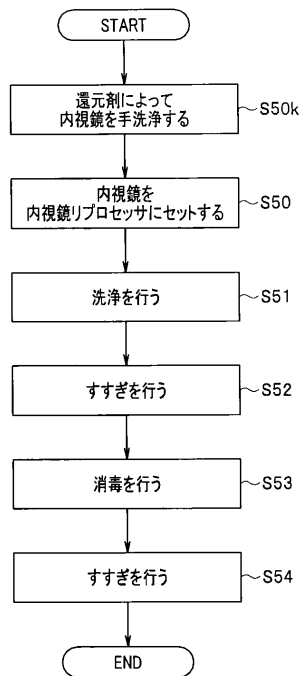 START
還元剤によって
内視鏡を手洗浄する
S50k
内視鏡を
内視鏡リプロセッサにセットする
S50
洗浄を行う
S51
すすぎを行う
S52
消毒を行う
S53
すすぎを行う
S54
END